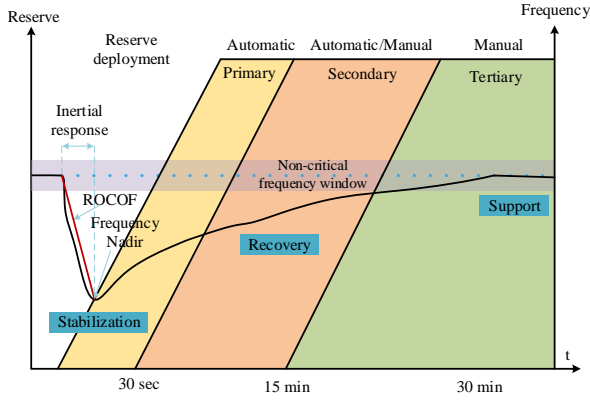 Reserve
Frequency
Reserve
deployment
Automatic
Automatic/Manual
Manual
Primary
Secondary
Tertiary
Inertial
response
Non-critical
frequency window
ROCOF
Frequency
Nadir
Support
Recovery
Stabilization
t
30 sec
15 min
30 min